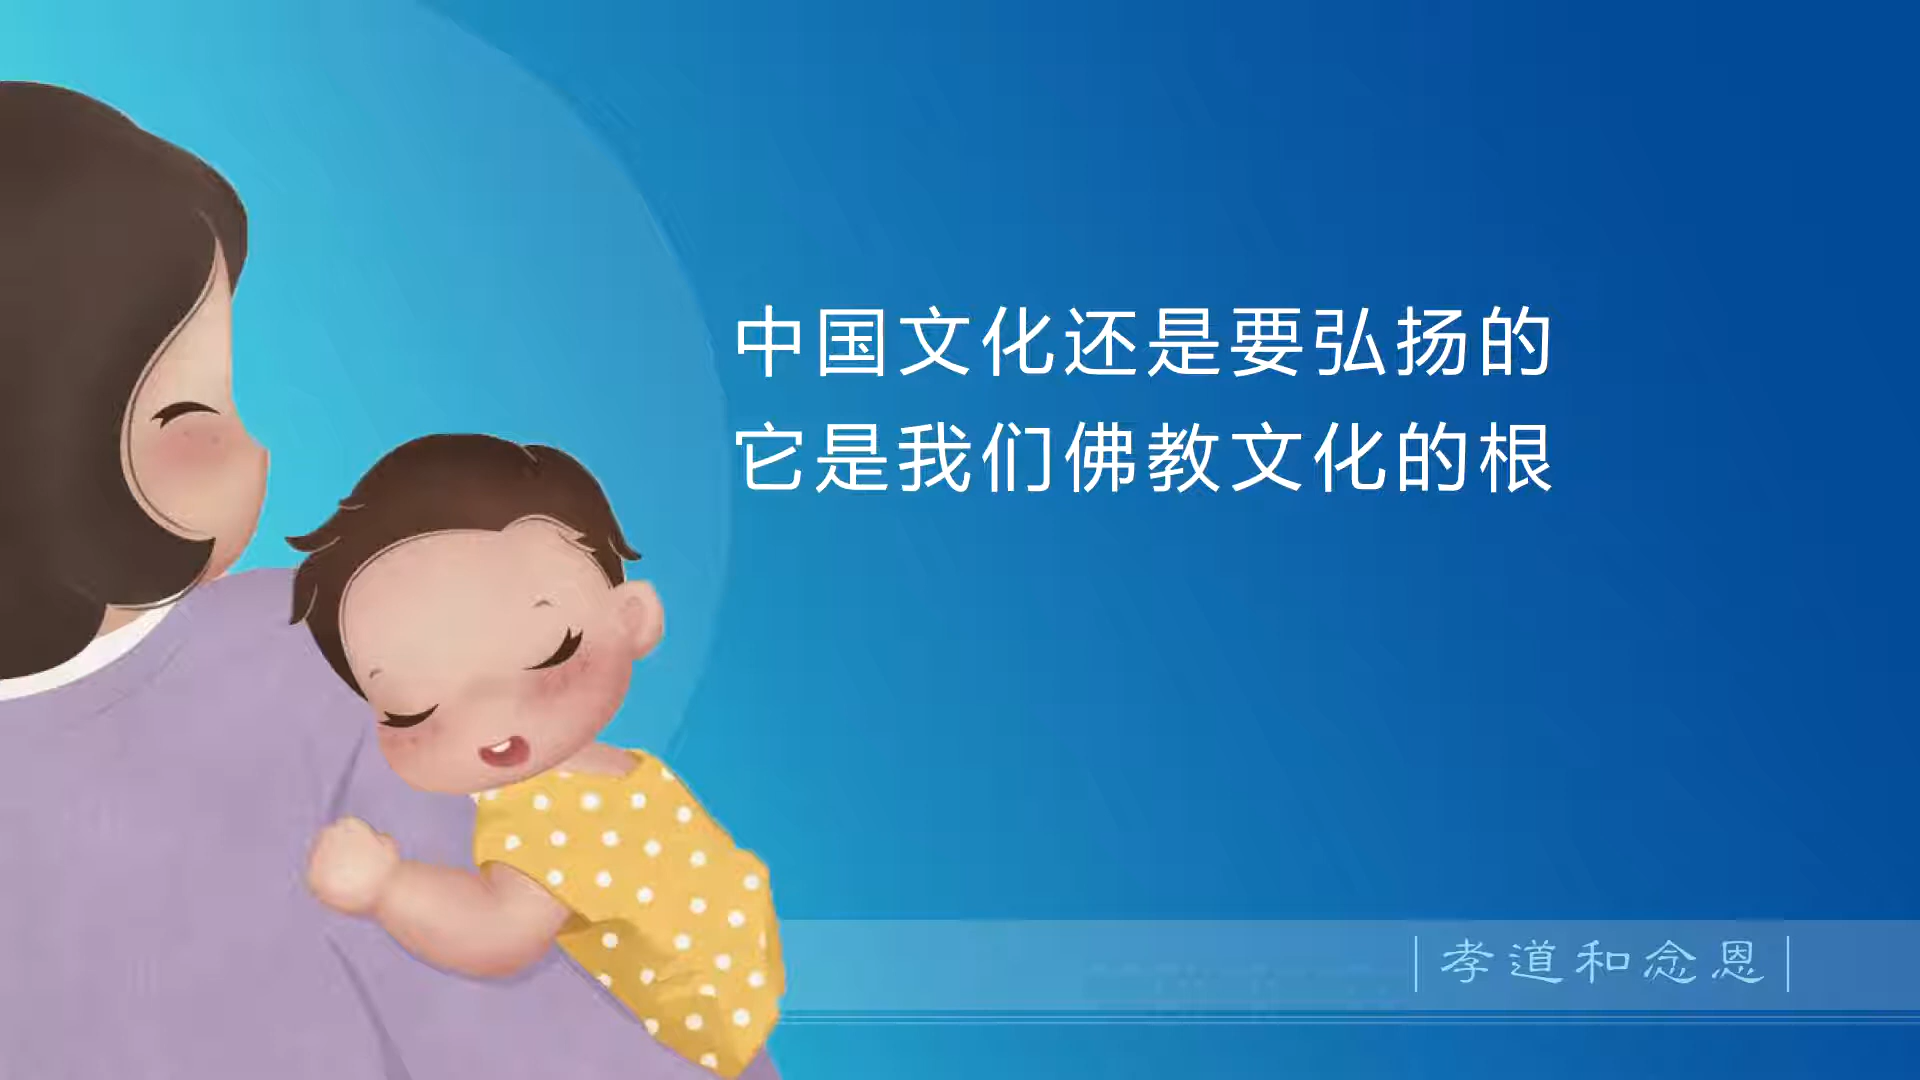 中国文化还是要弘扬的
它是我们佛教文化的根
孝道和念恩